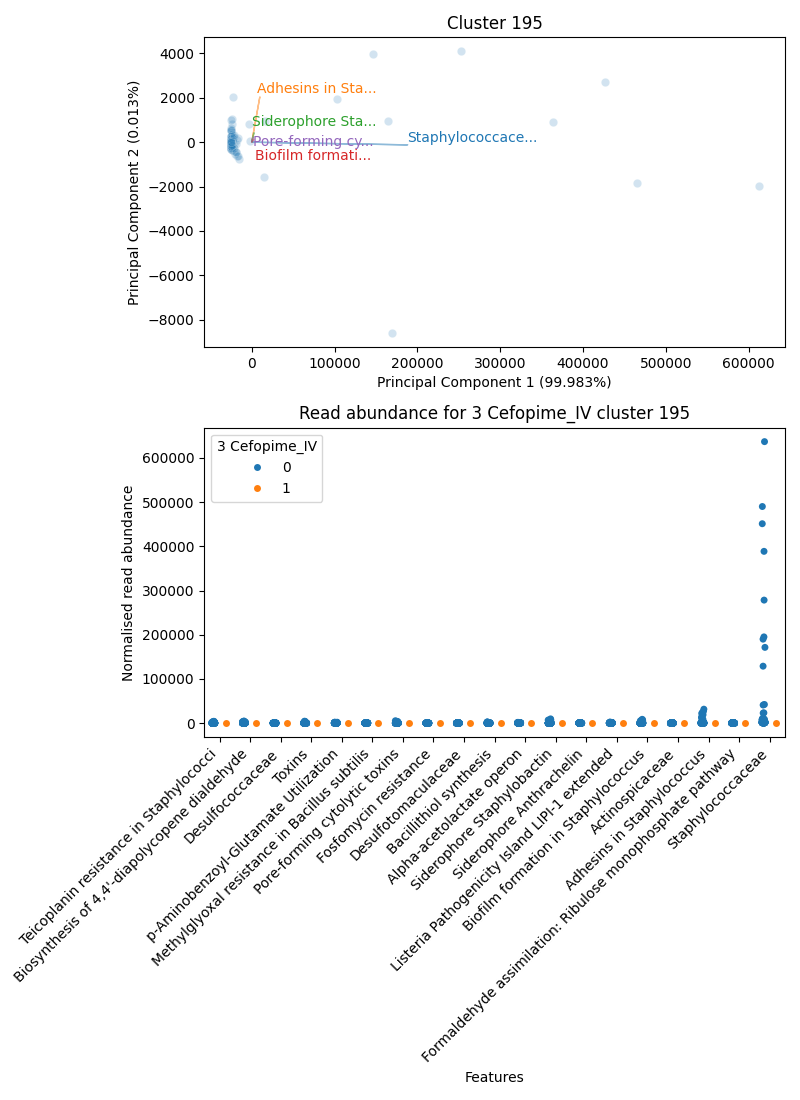 Cluster 195
4000
2000
0
−2000
−4000
−6000
−8000
Principal Component 2 (0.013%)
Adhesins in Sta...
Siderophore Sta...
Pore-forming cy...
Biofilm formati...
Staphylococcace...
0
100000
200000
300000
400000
500000
600000
Principal Component 1 (99.983%)
Read abundance for 3 Cefopime_IV cluster 195
3 Cefopime_IV
0
1
600000
500000
400000
300000
200000
100000
0
Normalised read abundance
Teicoplanin resistance in Staphylococci
Biosynthesis of 4,4'-diapolycopene dialdehyde
Desulfococcaceae
Toxins
p-Aminobenzoyl-Glutamate Utilization
Methylglyoxal resistance in Bacillus subtilis
Pore-forming cytolytic toxins
Fosfomycin resistance
Desulfotomaculaceae
Bacillithiol synthesis
Alpha-acetolactate operon
Siderophore Staphylobactin
Siderophore Anthrachelin
Listeria Pathogenicity Island LIPI-1 extended
Biofilm formation in Staphylococcus
Actinospicaceae
Adhesins in Staphylococcus
Formaldehyde assimilation: Ribulose monophosphate pathway
Staphylococcaceae
Features